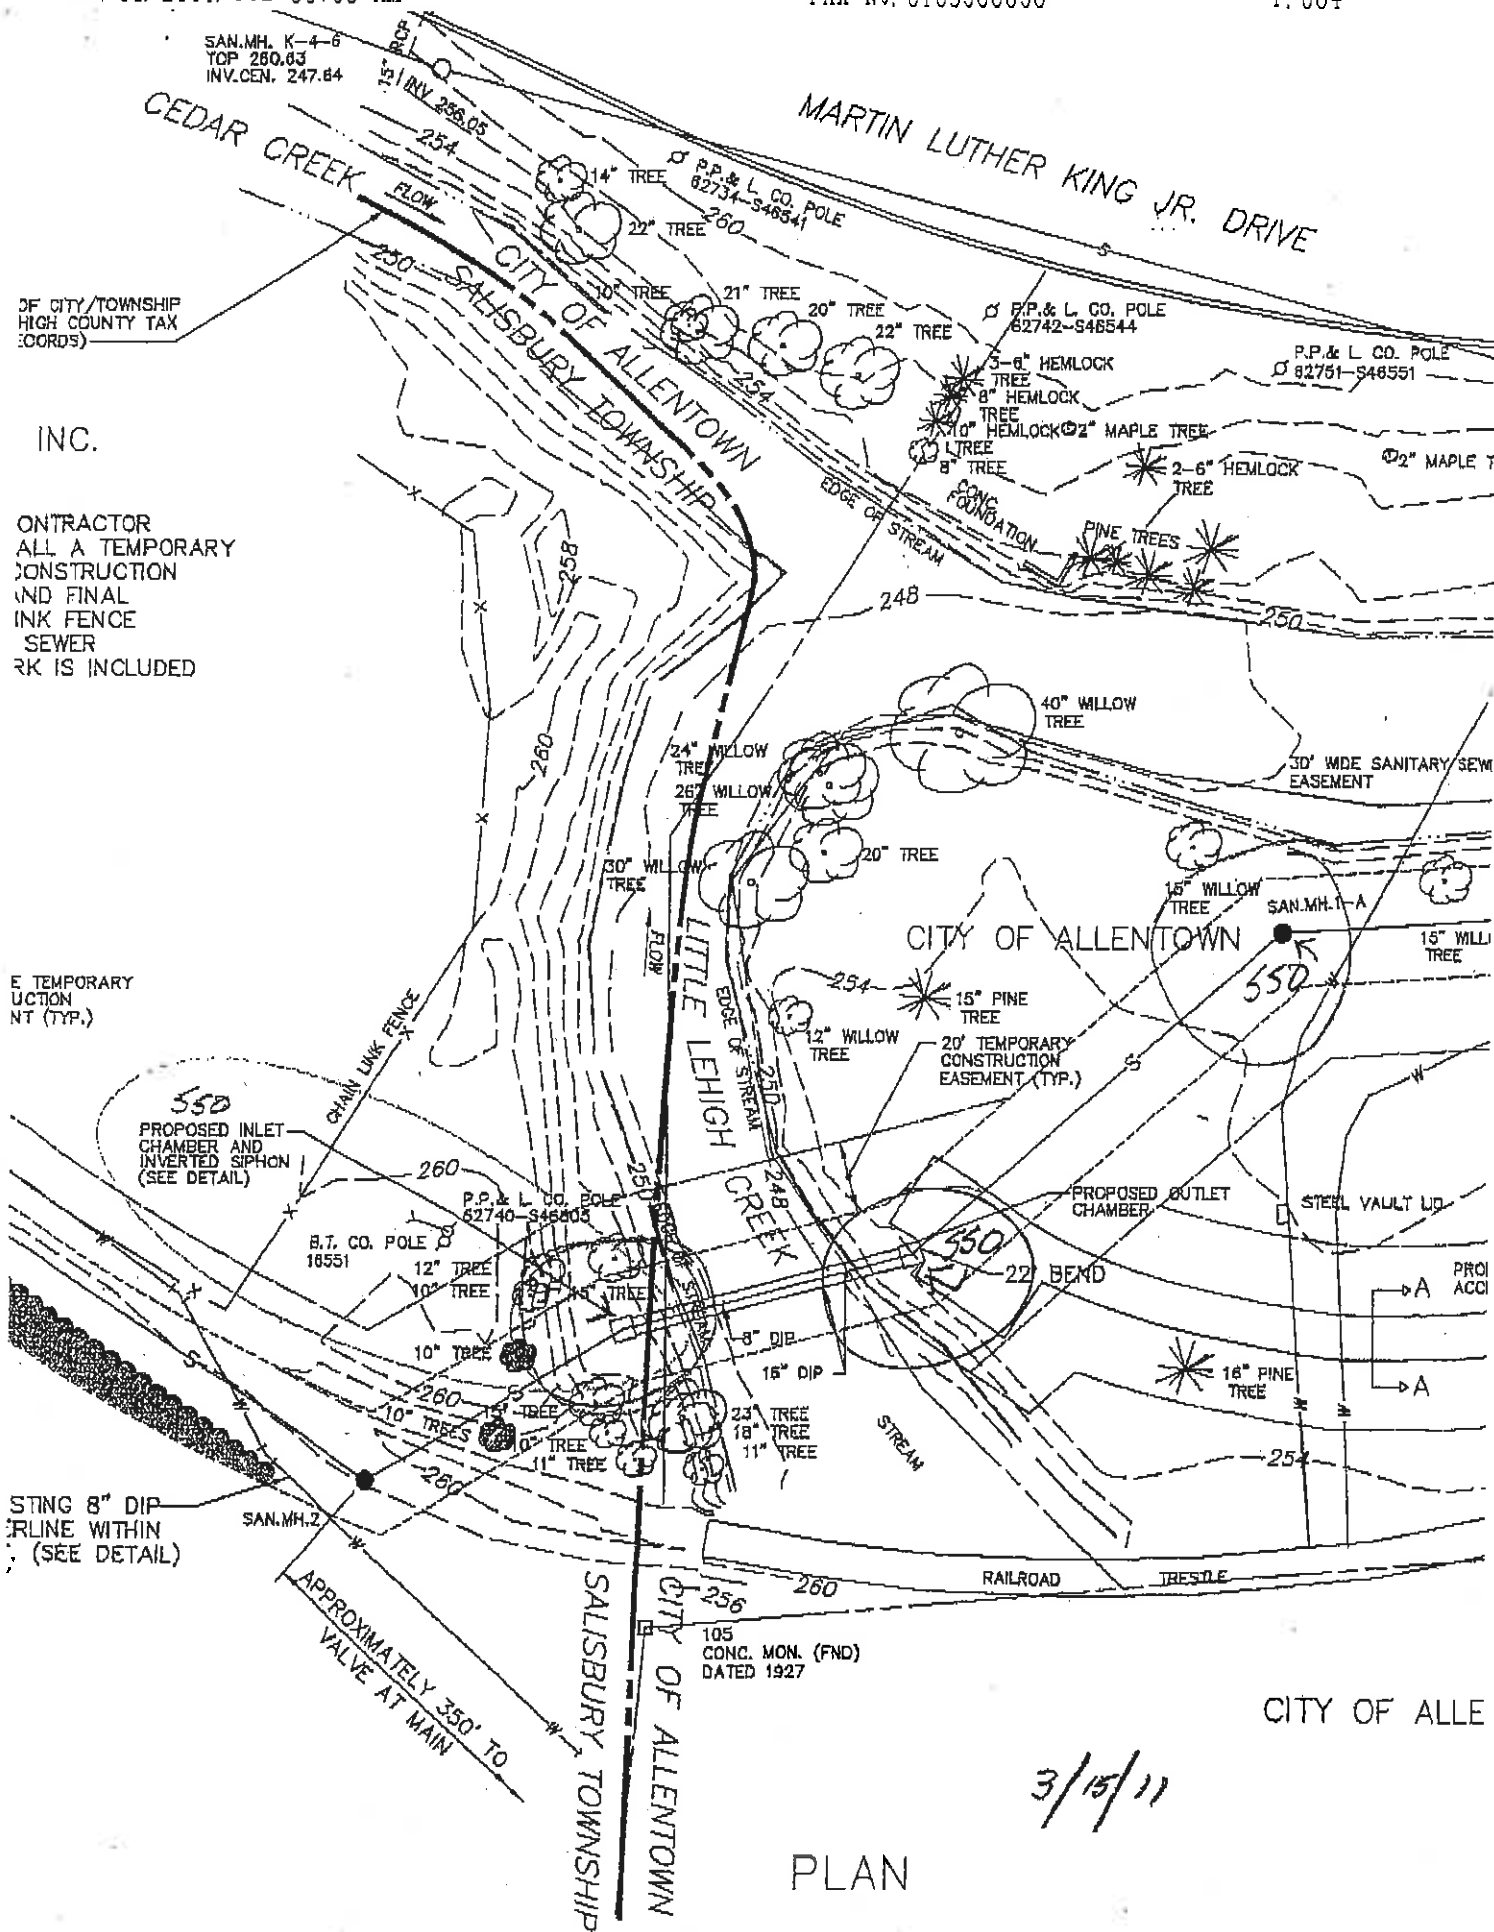 SAN.MH. K-4-6
TOP 260.63
INV.CEN. 247.64
15" RCP
INV 256.05
CEDAR CREEK
FLOW
254
MARTIN LUTHER KING JR. DRIVE
14" TREE
P.P.& L. CO. POLE
62734-S46541
22" TREE
260
S
OF CITY/TOWNSHIP
HIGH COUNTY TAX
CORDS)
250
CITY OF ALLENTOWN
SALISBURY TOWNSHIP
10" TREE
21" TREE
20" TREE
22" TREE
P.P.& L. CO. POLE
62742-S46544
P.P.& L. CO. POLE
62751-S46551
254
3-6" HEMLOCK
TREE
8" HEMLOCK
TREE
10" HEMLOCK
TREE
2" MAPLE TREE
8" TREE
2-6" HEMLOCK
TREE
2" MAPLE T
INC.
EDGE OF STREAM
CONC.
FOUNDATION
PINE TREES
ONTRACTOR
ALL A TEMPORARY
CONSTRUCTION
AND FINAL
INK FENCE
SEWER
RK IS INCLUDED
258
248
250
40" WILLOW
TREE
260
24" WILLOW
TREE
26" WILLOW
TREE
30' WIDE SANITARY SEWE
EASEMENT
20" TREE
30" WILLOW
TREE
15" WILLOW
TREE
SAN.MH.1-A
CITY OF ALLENTOWN
15" WILL
TREE
550
FLOW
LITTLE LEHIGH CREEK
EDGE OF STREAM
254
15" PINE
TREE
12" WILLOW
TREE
E TEMPORARY
UCTION
NT (TYP.)
CHAIN LINK FENCE
20' TEMPORARY
CONSTRUCTION
EASEMENT (TYP.)
250
S
W
550
PROPOSED INLET
CHAMBER AND
INVERTED SIPHON
(SEE DETAIL)
260
250
248
P.P.& L. CO. POLE
62740-S46505
B.T. CO. POLE
16551
PROPOSED OUTLET
CHAMBER
STEEL VAULT LID
550
22 BEND
12" TREE
10" TREE
15" TREE
PROI
ACCI
A
8" DIP
10" TREE
16" DIP
16" PINE
TREE
A
260
10" TREES
15" TREE
10" TREE
11" TREE
23" TREE
18" TREE
11" TREE
STREAM
254
260
STING 8" DIP
ERLINE WITHIN
(SEE DETAIL)
SAN.MH.2
APPROXIMATELY 350' TO
VALVE AT MAIN
RAILROAD TRESTLE
260
256
105
CONC. MON. (FND)
DATED 1927
SALISBURY TOWNSHIP
CITY OF ALLENTOWN
CITY OF ALLE
3/15/11
PLAN